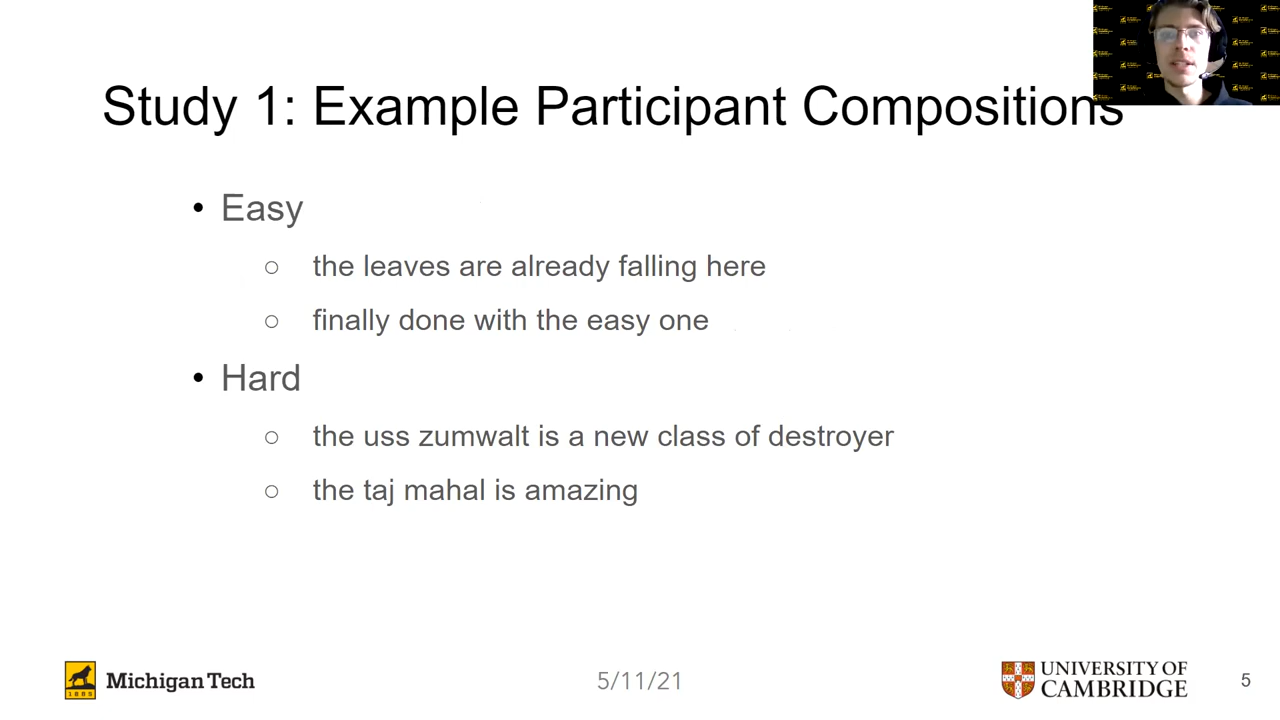 Study 1: Example Participant Compositions
• Easy
○ the leaves are already falling here
○ finally done with the easy one
• Hard
○ the uss zumwalt is a new class of destroyer
○ the taj mahal is amazing
1885
Michigan Tech
5/11/21
UNIVERSITY OF
CAMBRIDGE
5